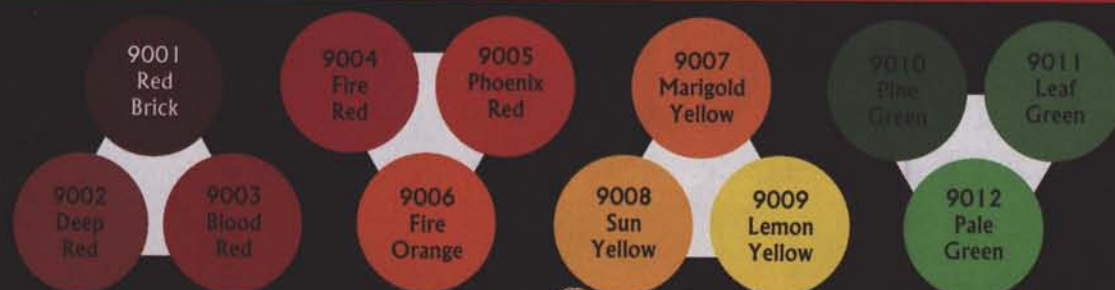 9001
Red
Brick
9002
Deep
Red
9003
Blood
Red
9004
Fire
Red
9005
Phoenix
Red
9006
Fire
Orange
9007
Marigold
Yellow
9008
Sun
Yellow
9009
Lemon
Yellow
9010
Pine
Green
9011
Leaf
Green
9012
Pale
Green